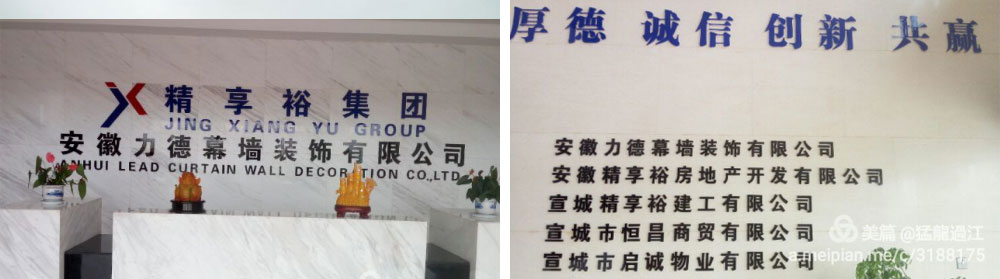 精享裕集团
JING XIANG YU GROUP
安徽力德幕墙装饰有限公司
ANHUI LEAD CURTAIN WALL DECORATION CO.,LTD
厚德 诚信 创新 共赢
安徽力德幕墙装饰有限公司
安徽精享裕房地产开发有限公司
宣城精享裕建工有限公司
宣城市恒昌商贸有限公司
宣城市启诚物业有限公司
美篇 @猛龍過江
a.meipian.me/c/3188175